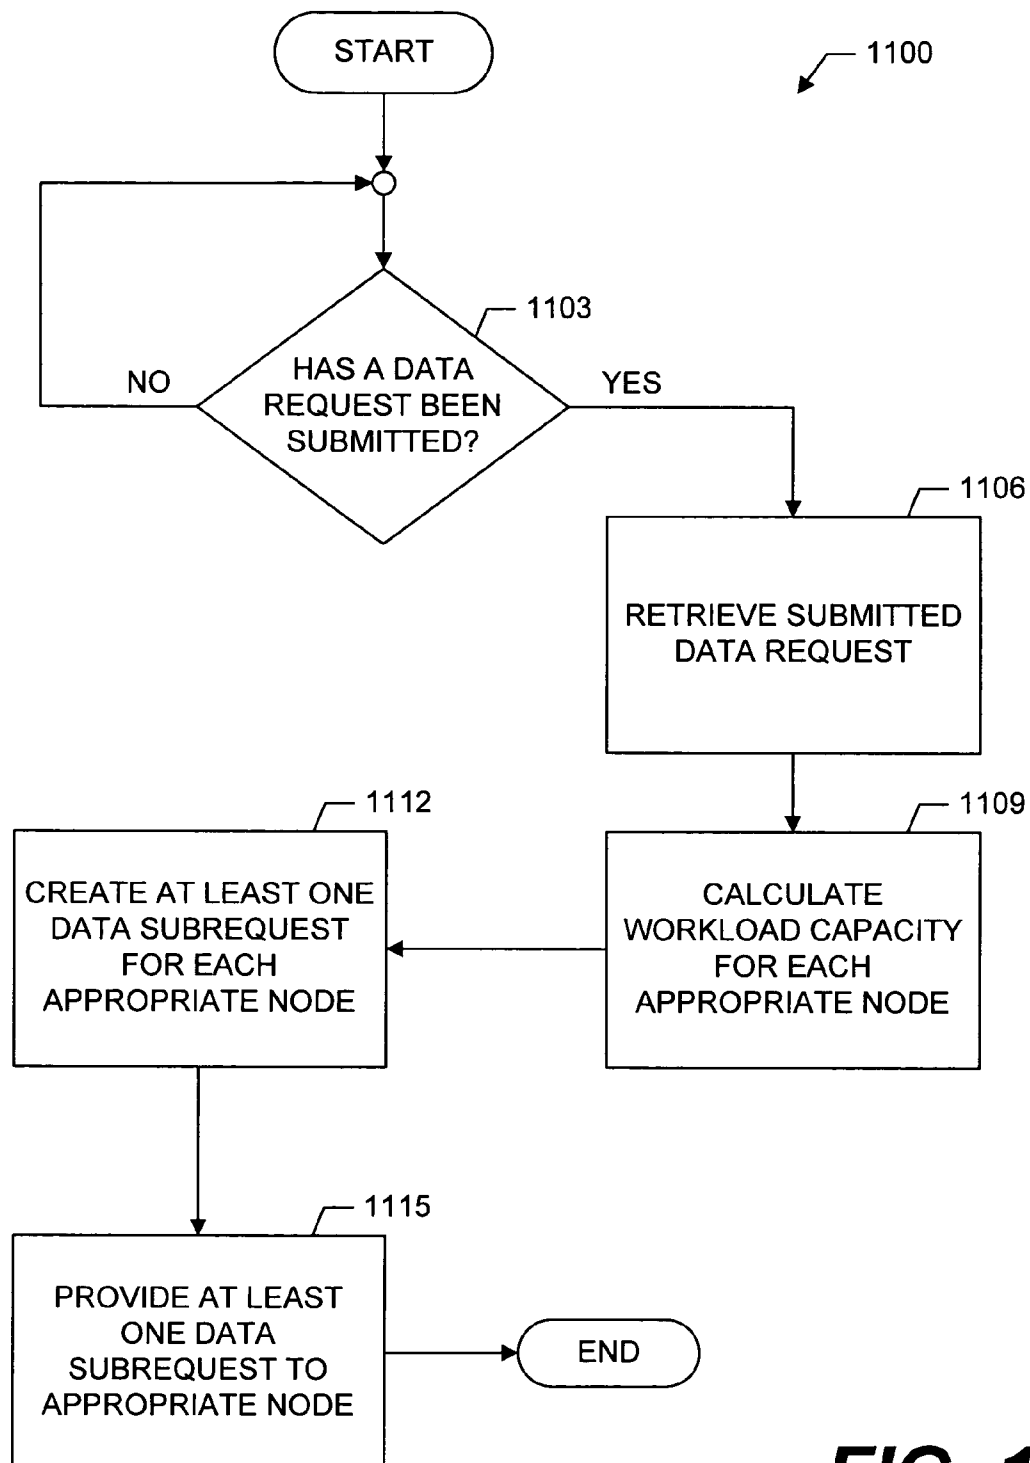 START
1100
1103
HAS A DATA
REQUEST BEEN
SUBMITTED?
NO
YES
1106
RETRIEVE SUBMITTED
DATA REQUEST
1109
CALCULATE
WORKLOAD CAPACITY
FOR EACH
APPROPRIATE NODE
1112
CREATE AT LEAST ONE
DATA SUBREQUEST
FOR EACH
APPROPRIATE NODE
1115
PROVIDE AT LEAST
ONE DATA
SUBREQUEST TO
APPROPRIATE NODE
END
FIG.